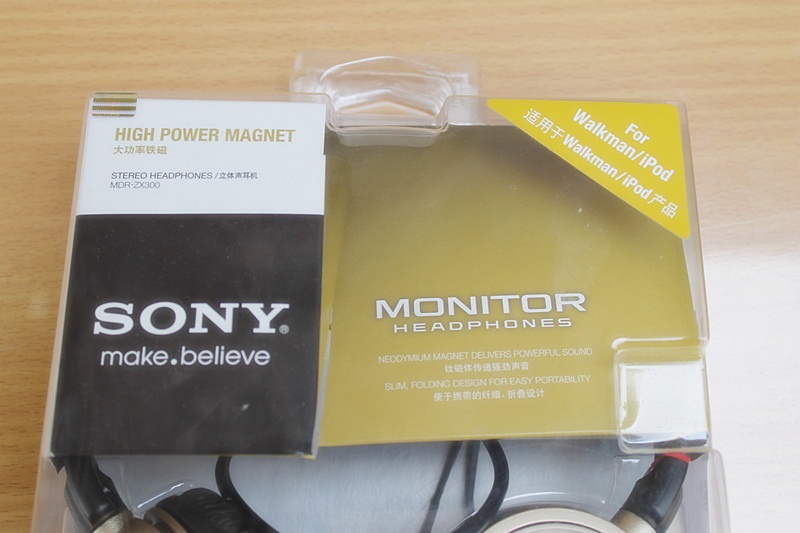 HIGH POWER MAGNET
大功率铁磁
STEREO HEADPHONES / 立体声耳机
MDR-ZX300
SONY®
make.believe
For
Walkman/iPod
适用于Walkman/iPod产品
MONITOR
HEADPHONES
NEODYMIUM MAGNET DELIVERS POWERFUL SOUND
钕磁体传递强劲声音
SLIM, FOLDING DESIGN FOR EASY PORTABILITY
便于携带的纤细、折叠设计